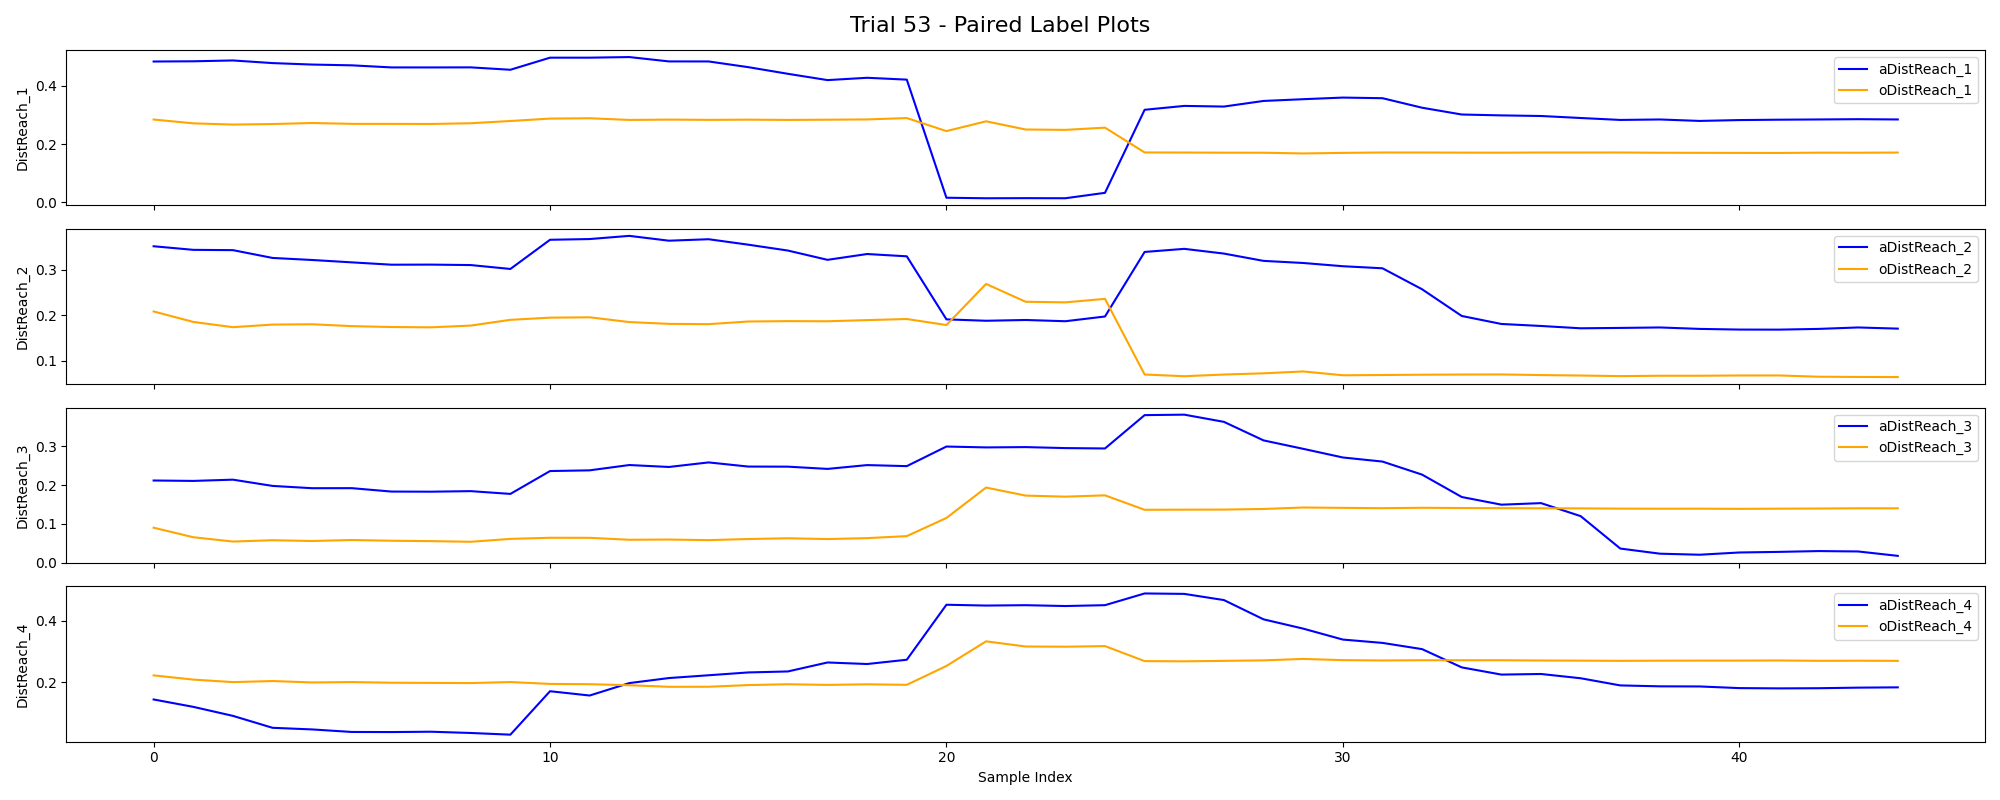 Trial 53 - Paired Label Plots
DistReach_1
0.4
0.2
0.0
aDistReach_1
oDistReach_1
DistReach_2
0.3
0.2
0.1
aDistReach_2
oDistReach_2
DistReach_3
0.3
0.2
0.1
0.0
aDistReach_3
oDistReach_3
DistReach_4
0.4
0.2
aDistReach_4
oDistReach_4
0 10 20 30 40
Sample Index